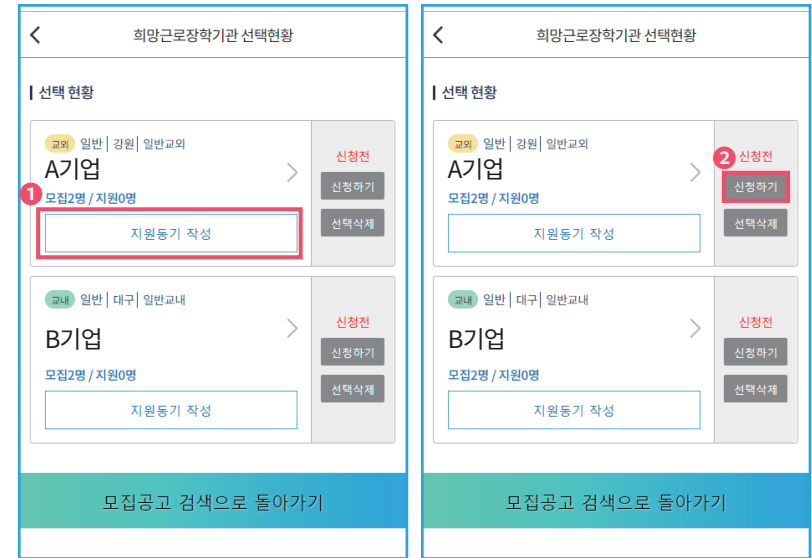 희망근로장학기관 선택현황
선택 현황
교외 일반 | 강원 | 일반교외
A기업
신청전
1
모집2명 / 지원0명
신청하기
지원동기 작성
선택삭제
교내 일반 | 대구 | 일반교내
B기업
신청전
신청하기
모집2명 / 지원0명
선택삭제
지원동기 작성
모집공고 검색으로 돌아가기
희망근로장학기관 선택현황
선택 현황
교외 일반 | 강원 | 일반교외
A기업
2 신청전
모집2명 / 지원0명
신청하기
지원동기 작성
선택삭제
교내 일반 | 대구 | 일반교내
B기업
신청전
신청하기
모집2명 / 지원0명
선택삭제
지원동기 작성
모집공고 검색으로 돌아가기